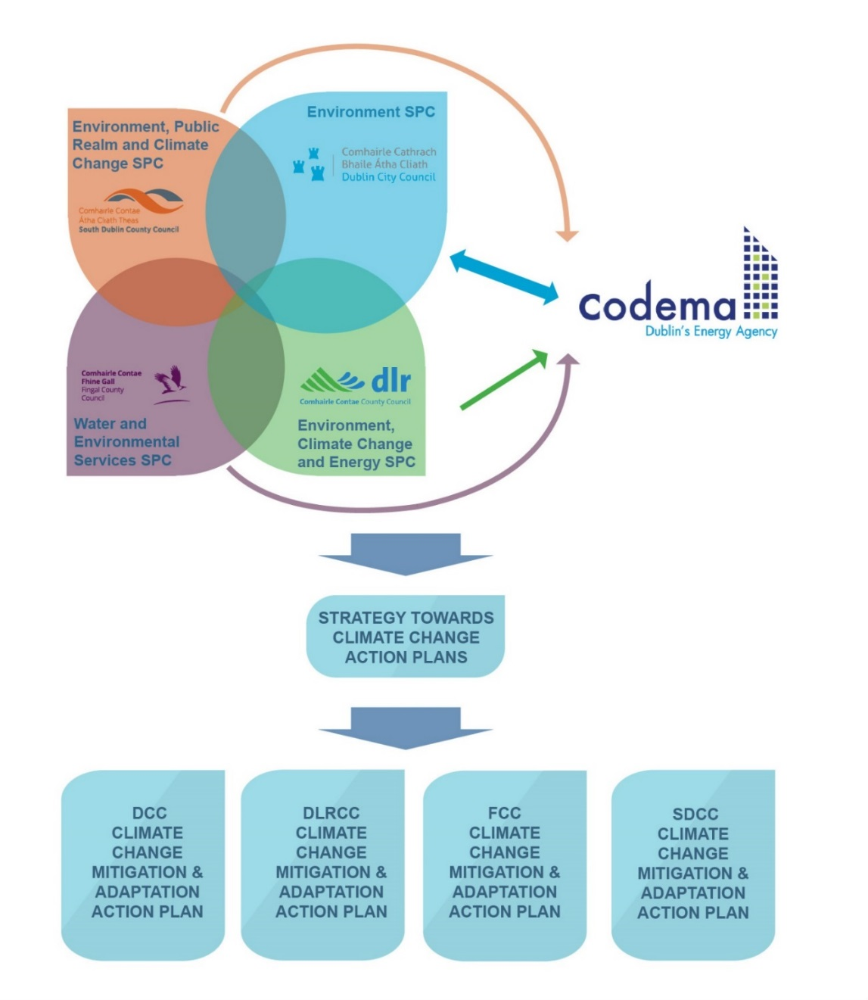 Environment, Public
Realm and Climate
Change SPC
Comhairle Contae
Átha Cliath Theas
South Dublin County Council
Environment SPC
Comhairle Cathrach
Bhaile Átha Cliath
Dublin City Council
codema
Dublin's Energy Agency
Comhairle Contae
Fhine Gall
Fingal County
Council
Water and
Environmental
Services SPC
dlr
Comhairle Contae County Council
Environment,
Climate Change
and Energy SPC
STRATEGY TOWARDS
CLIMATE CHANGE
ACTION PLANS
DCC
CLIMATE
CHANGE
MITIGATION &
ADAPTATION
ACTION PLAN
DLRCC
CLIMATE
CHANGE
MITIGATION &
ADAPTATION
ACTION PLAN
FCC
CLIMATE
CHANGE
MITIGATION &
ADAPTATION
ACTION PLAN
SDCC
CLIMATE
CHANGE
MITIGATION &
ADAPTATION
ACTION PLAN